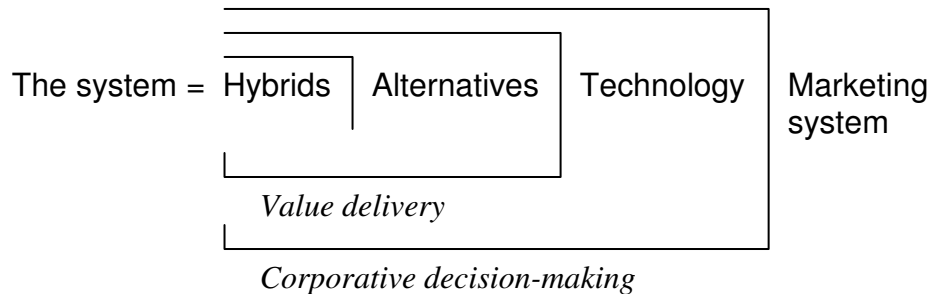 The system = Hybrids Alternatives Technology Marketing
system
Value delivery
Corporative decision-making